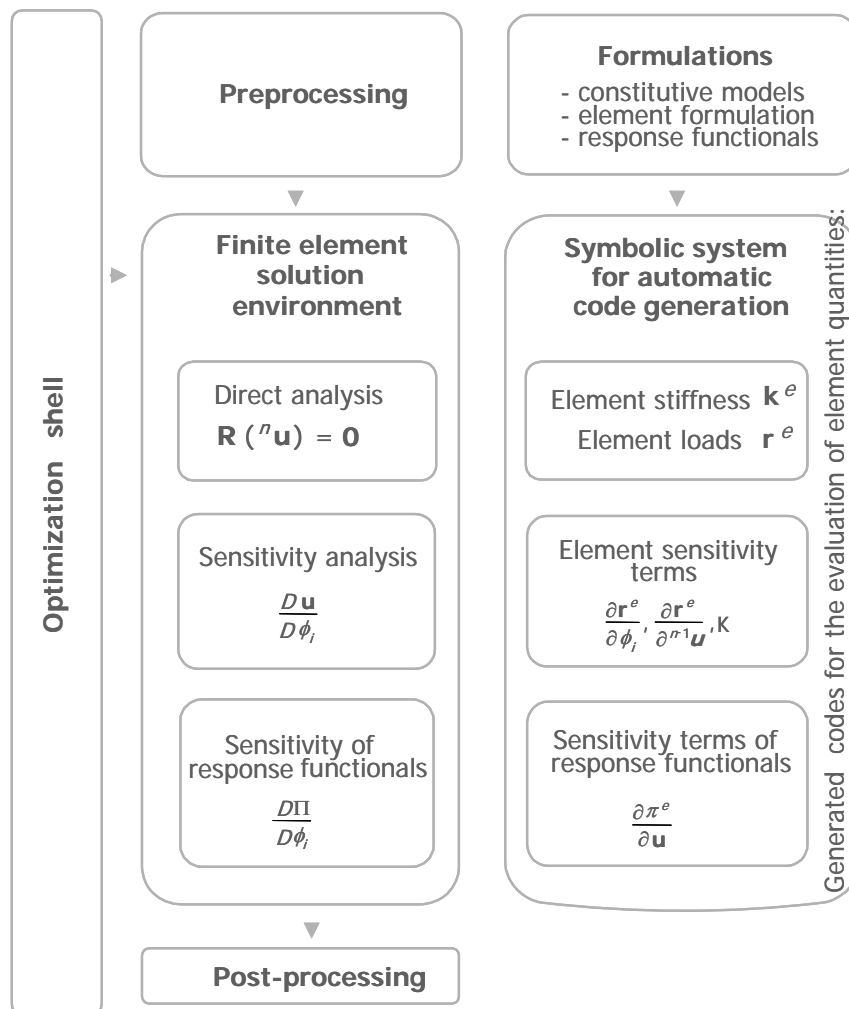 Optimization shell
Preprocessing
Finite element
solution
environment
Direct analysis
R (ⁿu) = 0
Sensitivity analysis
Du
Dϕᵢ
Sensitivity of
response functionals
DΠ
Dϕᵢ
Post-processing
Formulations
- constitutive models
- element formulation
- response functionals
Symbolic system
for automatic
code generation
Element stiffness kᵉ
Element loads rᵉ
Element sensitivity
terms
∂rᵉ/∂ϕᵢ, ∂rᵉ/∂ⁿ⁻¹u, K
Sensitivity terms of
response functionals
∂πᵉ
∂u
Generated codes for the evaluation of element quantities: